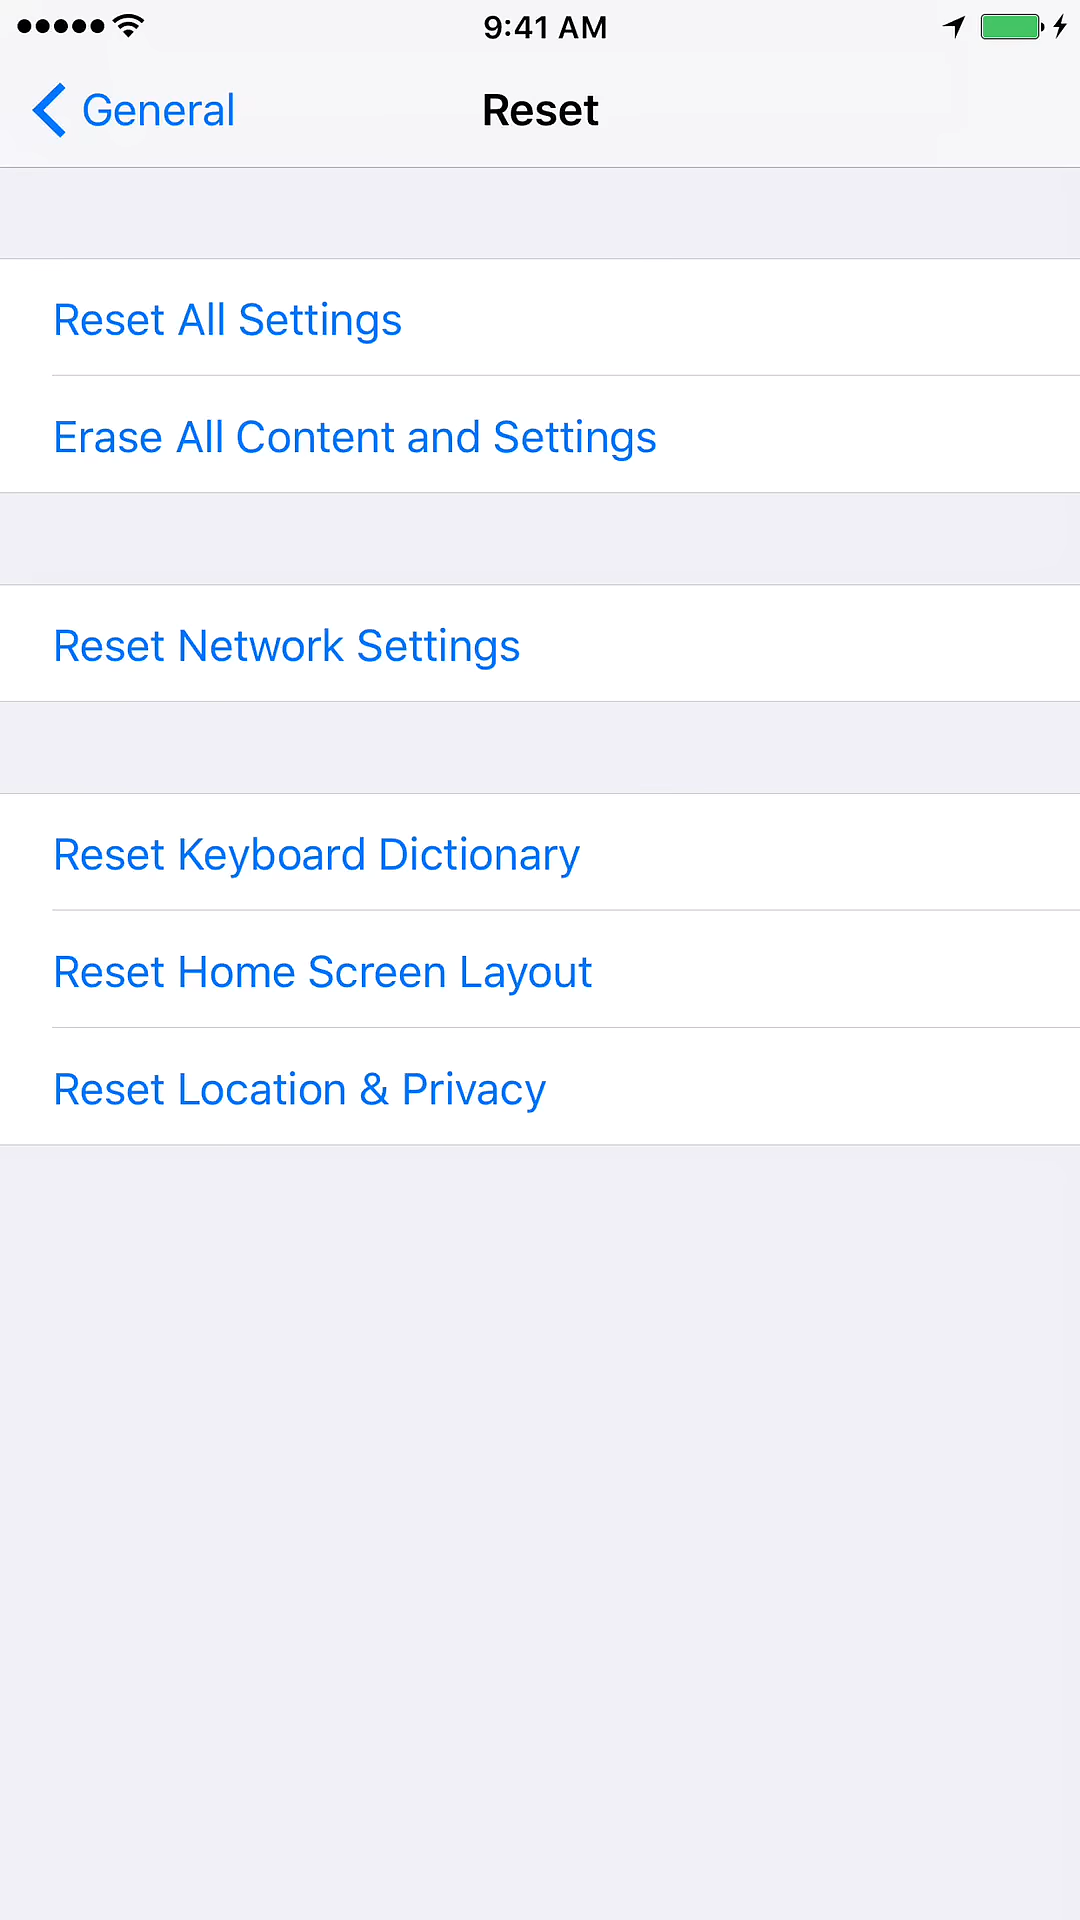 9:41 AM
General
Reset
Reset All Settings
Erase All Content and Settings
Reset Network Settings
Reset Keyboard Dictionary
Reset Home Screen Layout
Reset Location & Privacy